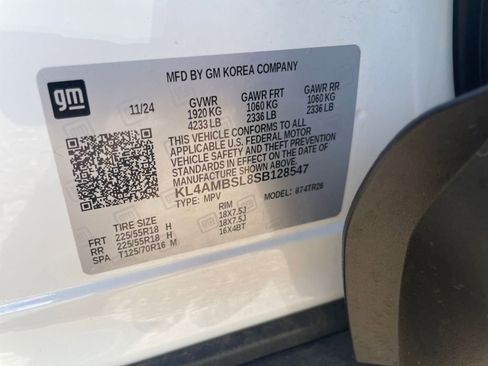 MFD BY GM KOREA COMPANY
gm
11/24 GVWR GAWR FRT GAWR RR
1920 KG 1060 KG 1060 KG
4233 LB 2336 LB 2336 LB
THIS VEHICLE CONFORMS TO ALL
APPLICABLE U.S. FEDERAL MOTOR
VEHICLE SAFETY AND THEFT PREVENTION
STANDARDS IN EFFECT ON THE DATE OF
MANUFACTURE SHOWN ABOVE.
KL4AMBSL8SB128547
TYPE: MPV MODEL: 874TR26
TIRE SIZE RIM
FRT 225/55R18 H 18X7.5J
RR 225/55R18 H 18X7.5J
SPA T125/70R16 M 16X4BT